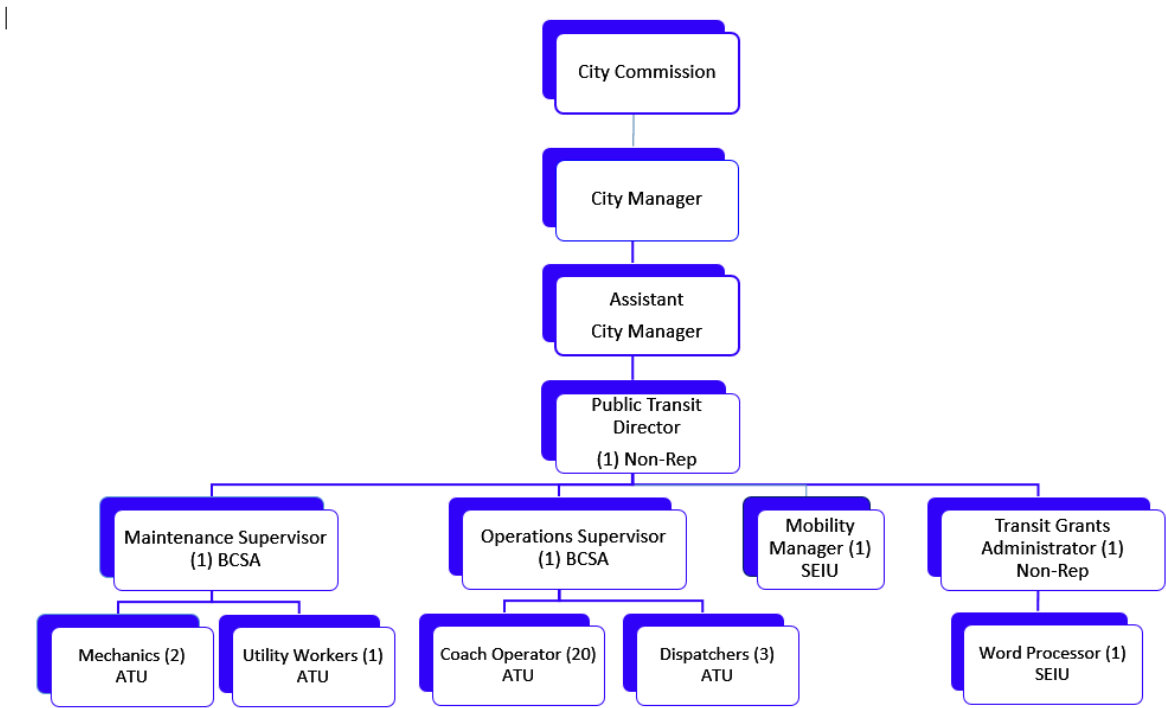 City Commission
City Manager
Assistant
City Manager
Public Transit
Director
(1) Non-Rep
Maintenance Supervisor
(1) BCSA
Operations Supervisor
(1) BCSA
Mobility
Manager (1)
SEIU
Transit Grants
Administrator (1)
Non-Rep
Mechanics (2)
ATU
Utility Workers (1)
ATU
Coach Operator (20)
ATU
Dispatchers (3)
ATU
Word Processor (1)
SEIU